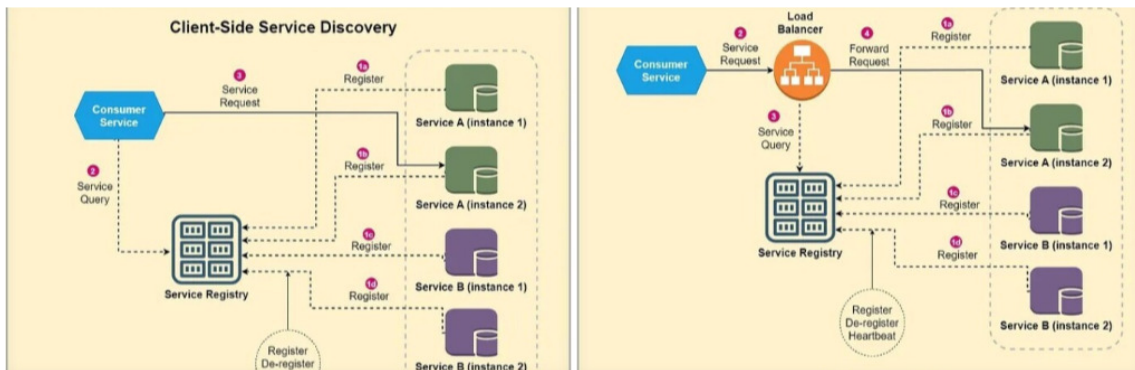 Client-Side Service Discovery
1a
Register
3
Service
Request
Consumer
Service
Service A (instance 1)
1b
Register
2
Service
Query
Service A (instance 2)
1c
Register
Service Registry
Service B (instance 1)
1d
Register
Register
De-register
Service B (instance 2)
Load
Balancer
1a
Register
2
Service
Request
4
Forward
Request
Consumer
Service
Service A (instance 1)
3
Service
Query
1b
Register
Service A (instance 2)
1c
Register
Service Registry
Service B (instance 1)
1d
Register
Register
De-register
Heartbeat
Service B (instance 2)